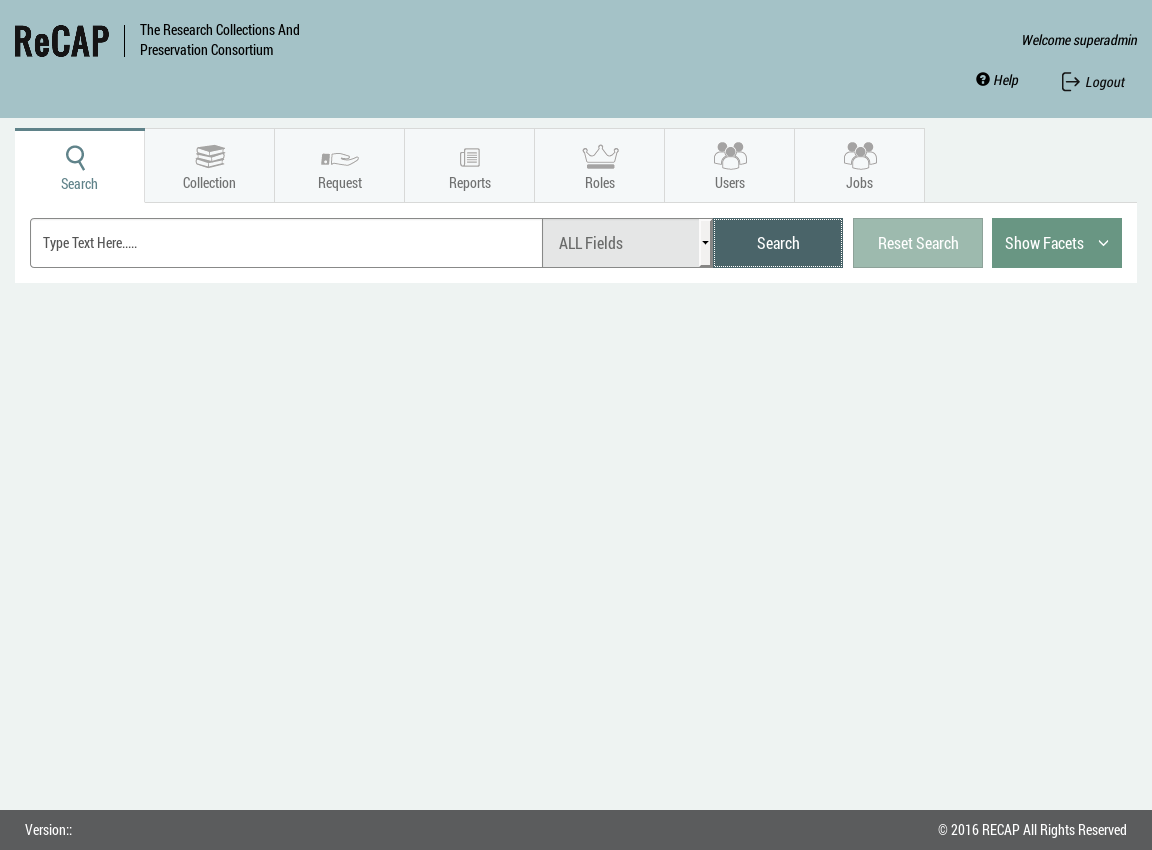 ReCAP
The Research Collections And
Preservation Consortium
Welcome superadmin
Help
Logout
Search
Collection
Request
Reports
Roles
Users
Jobs
Type Text Here.....
ALL Fields
Search
Reset Search
Show Facets
Version::
© 2016 RECAP All Rights Reserved